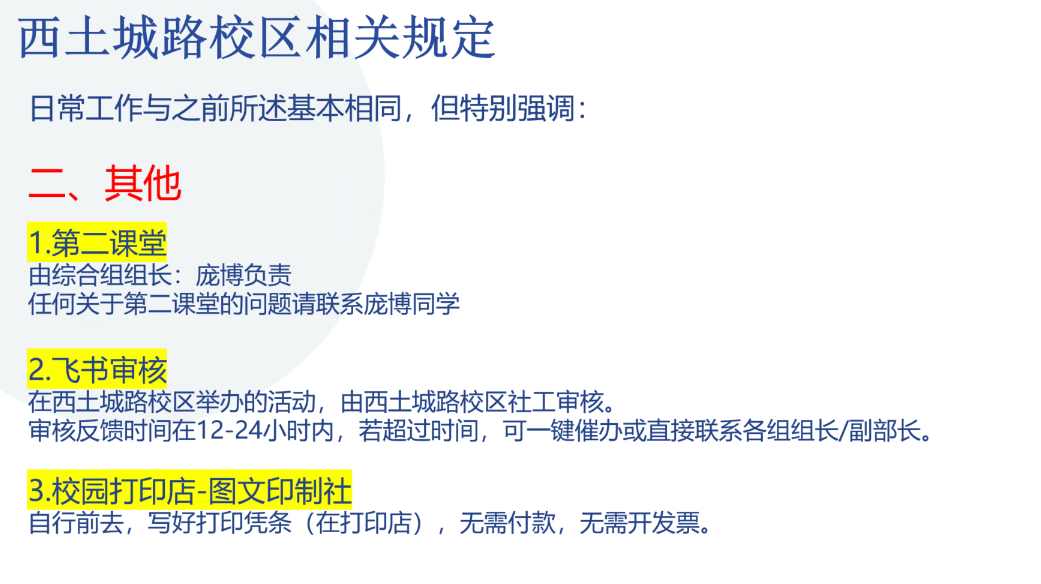 西土城路校区相关规定
日常工作与之前所述基本相同，但特别强调：
二、其他
1.第二课堂
由综合组组长：庞博负责
任何关于第二课堂的问题请联系庞博同学
2.飞书审核
在西土城路校区举办的活动，由西土城路校区社工审核。
审核反馈时间在12-24小时内，若超过时间，可一键催办或直接联系各组组长/副部长。
3.校园打印店-图文印制社
自行前去，写好打印凭条（在打印店），无需付款，无需开发票。